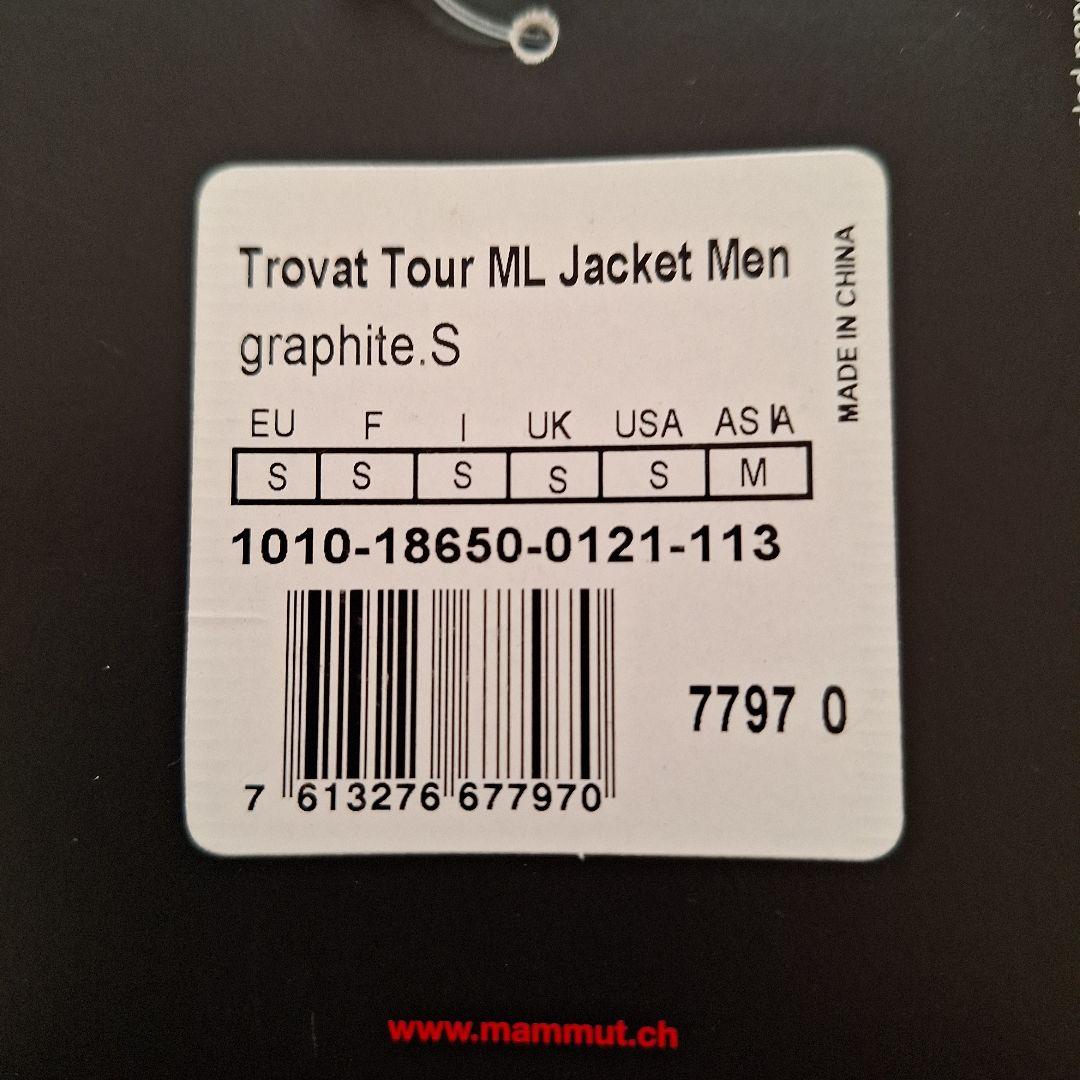 Trovat Tour ML Jacket Men
graphite.S
MADE IN CHINA
EU F I UK USA ASIA
S S S S S M
1010-18650-0121-113
7797 0
7 613276 677970
www.mammut.ch